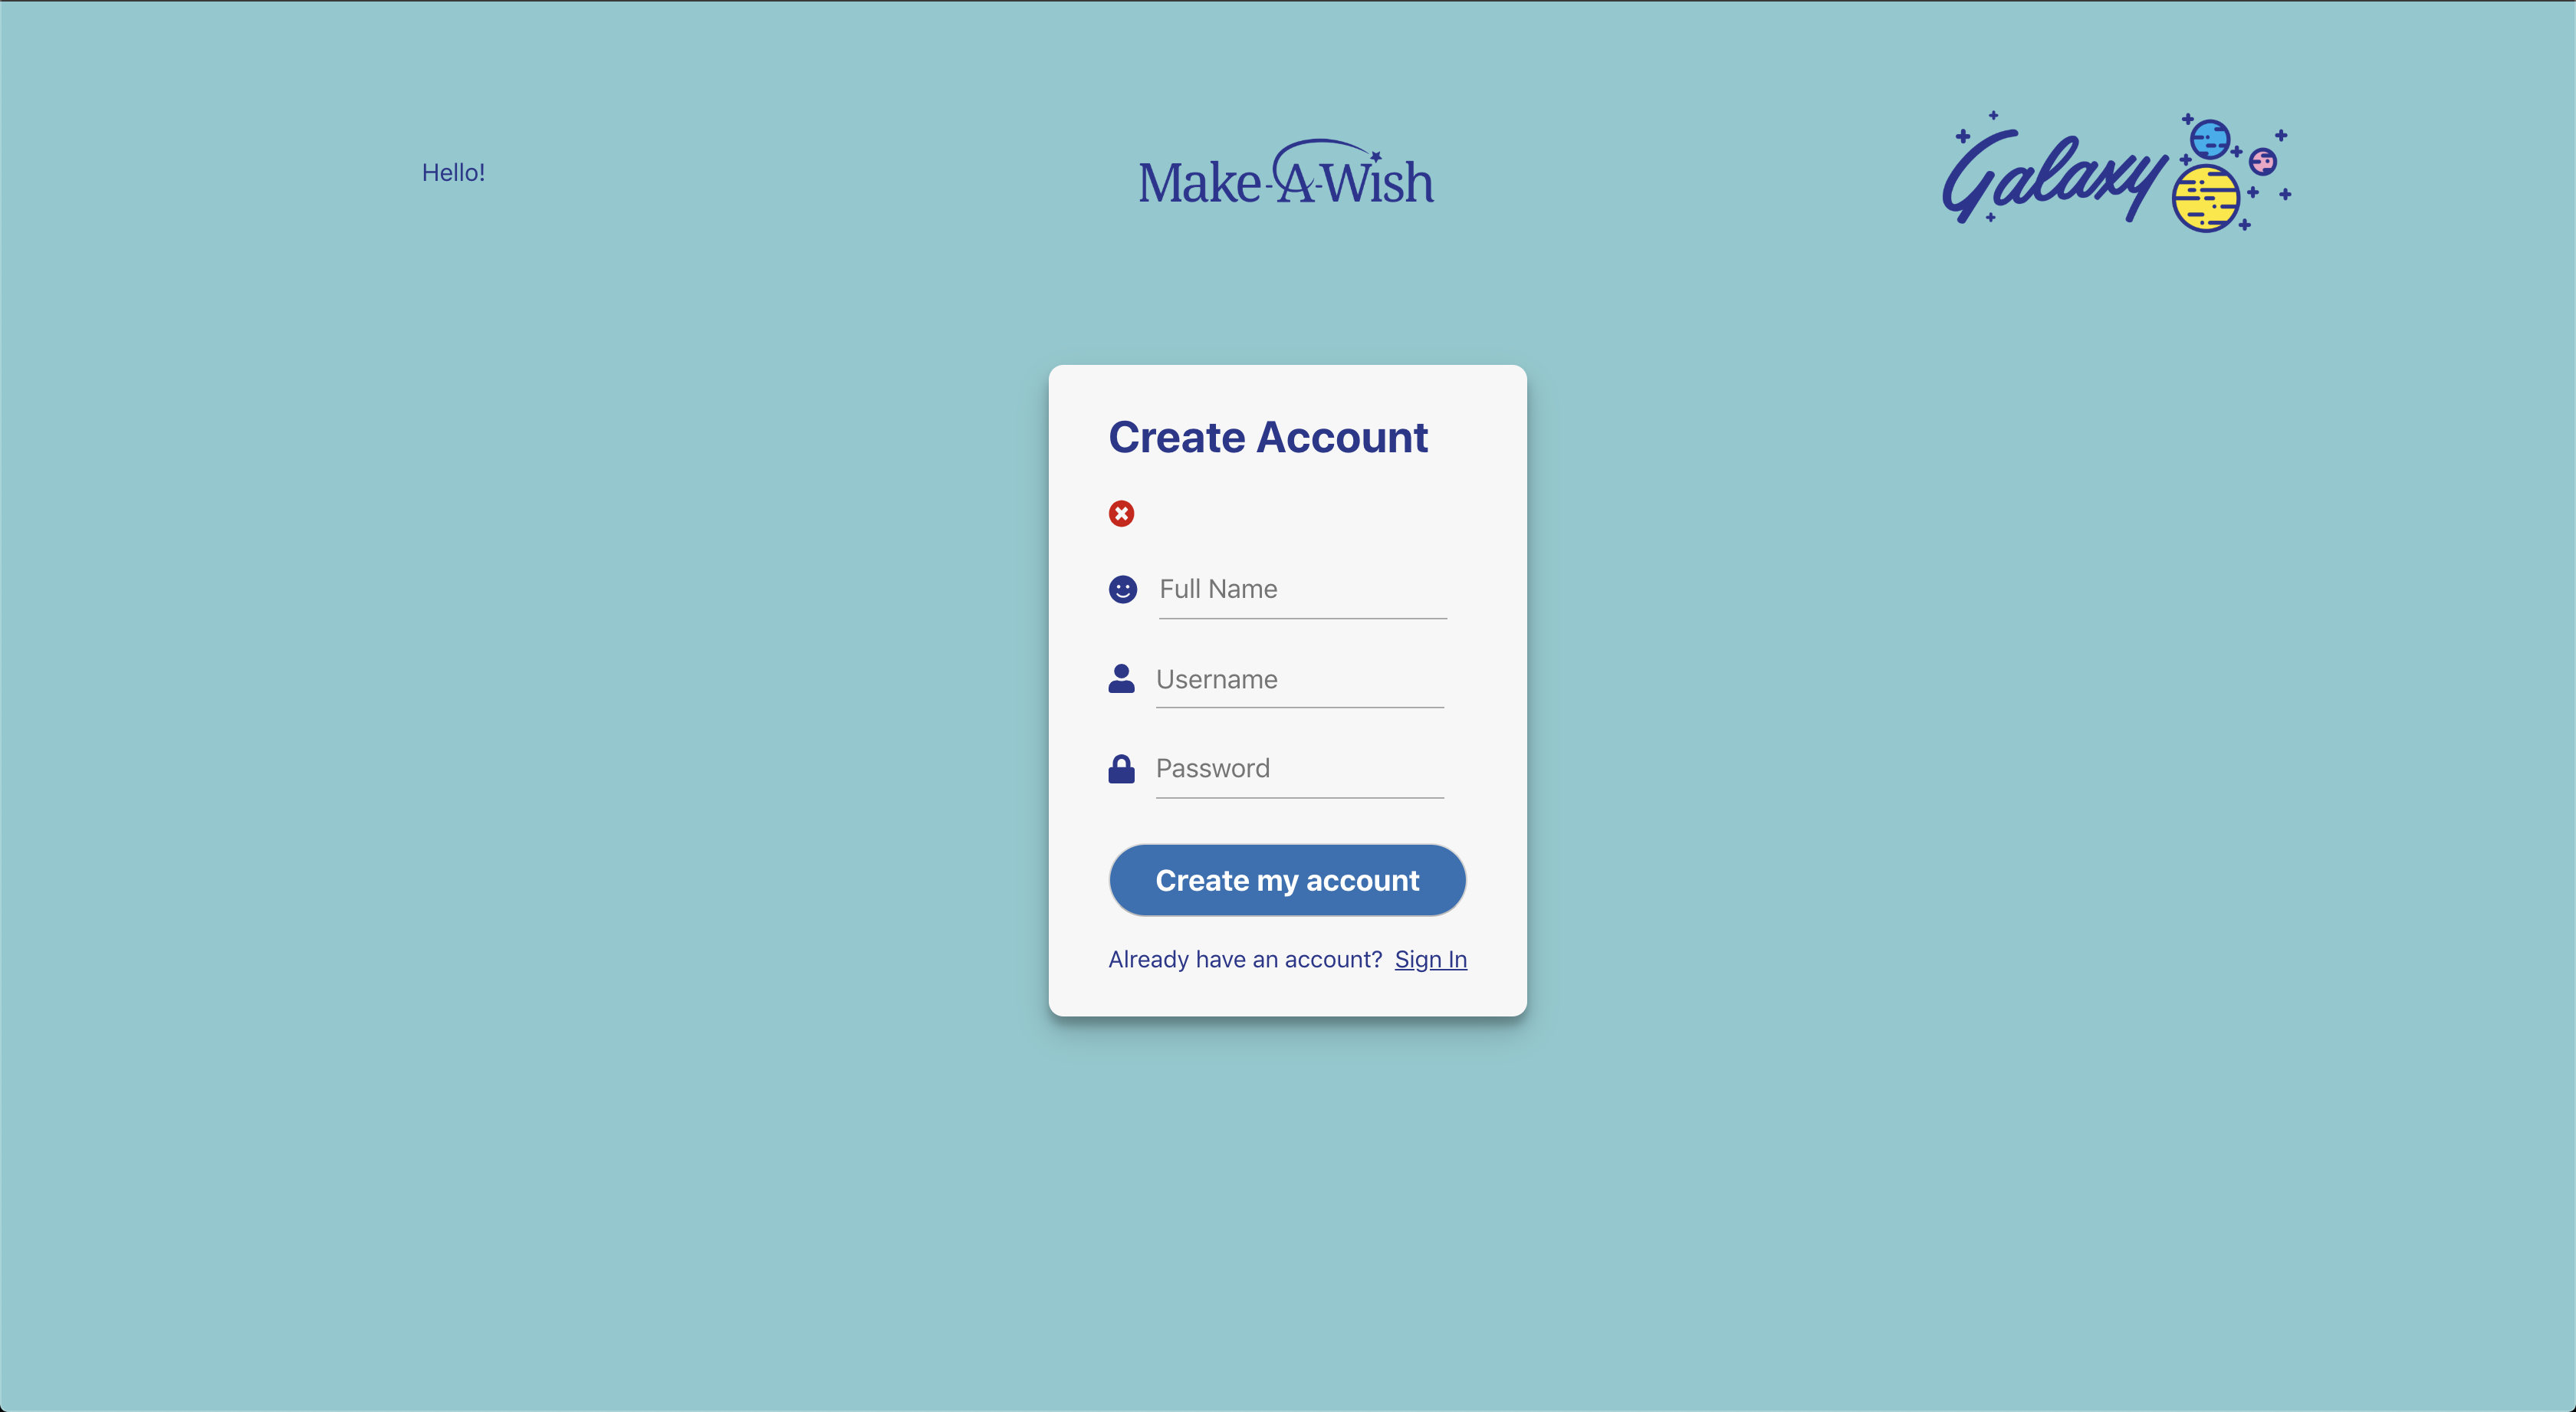 Hello!
Make-A-Wish
Galaxy
Create Account
Full Name
Username
Password
Create my account
Already have an account? Sign In